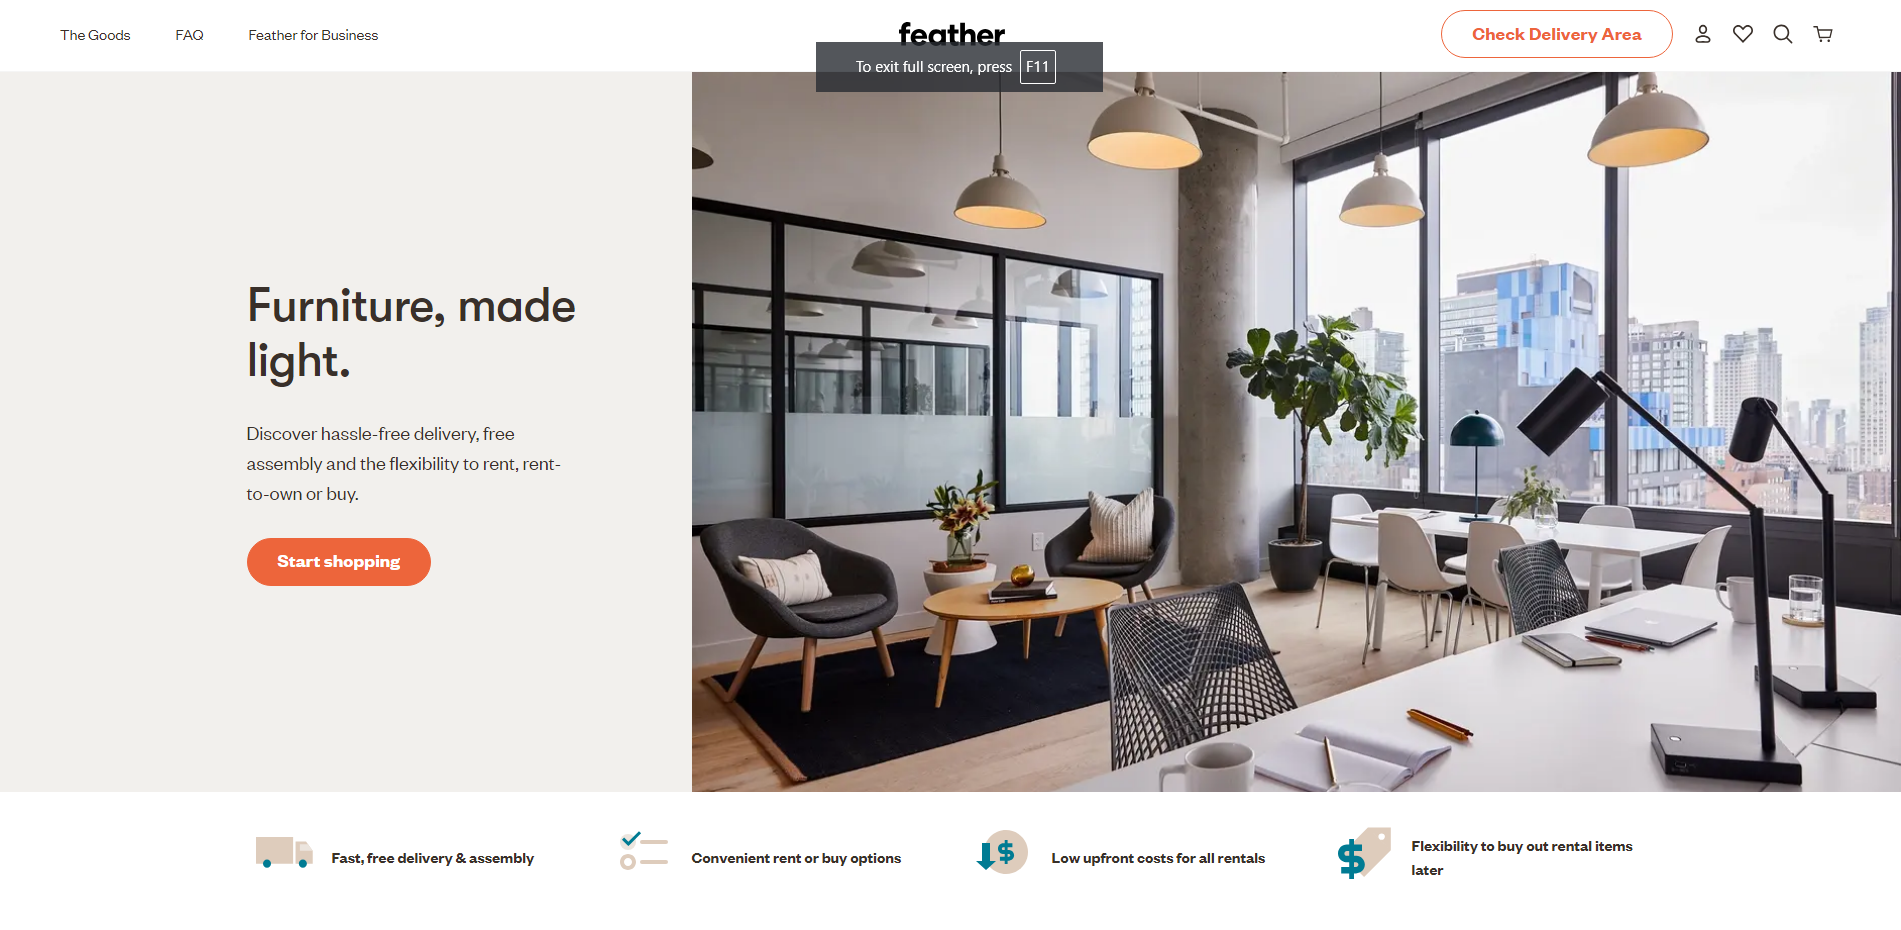 The Goods
FAQ
Feather for Business
feather
Check Delivery Area
To exit full screen, press F11
Furniture, made
light.
Discover hassle-free delivery, free
assembly and the flexibility to rent, rent-
to-own or buy.
Start shopping
Fast, free delivery & assembly
Convenient rent or buy options
Low upfront costs for all rentals
Flexibility to buy out rental items
later